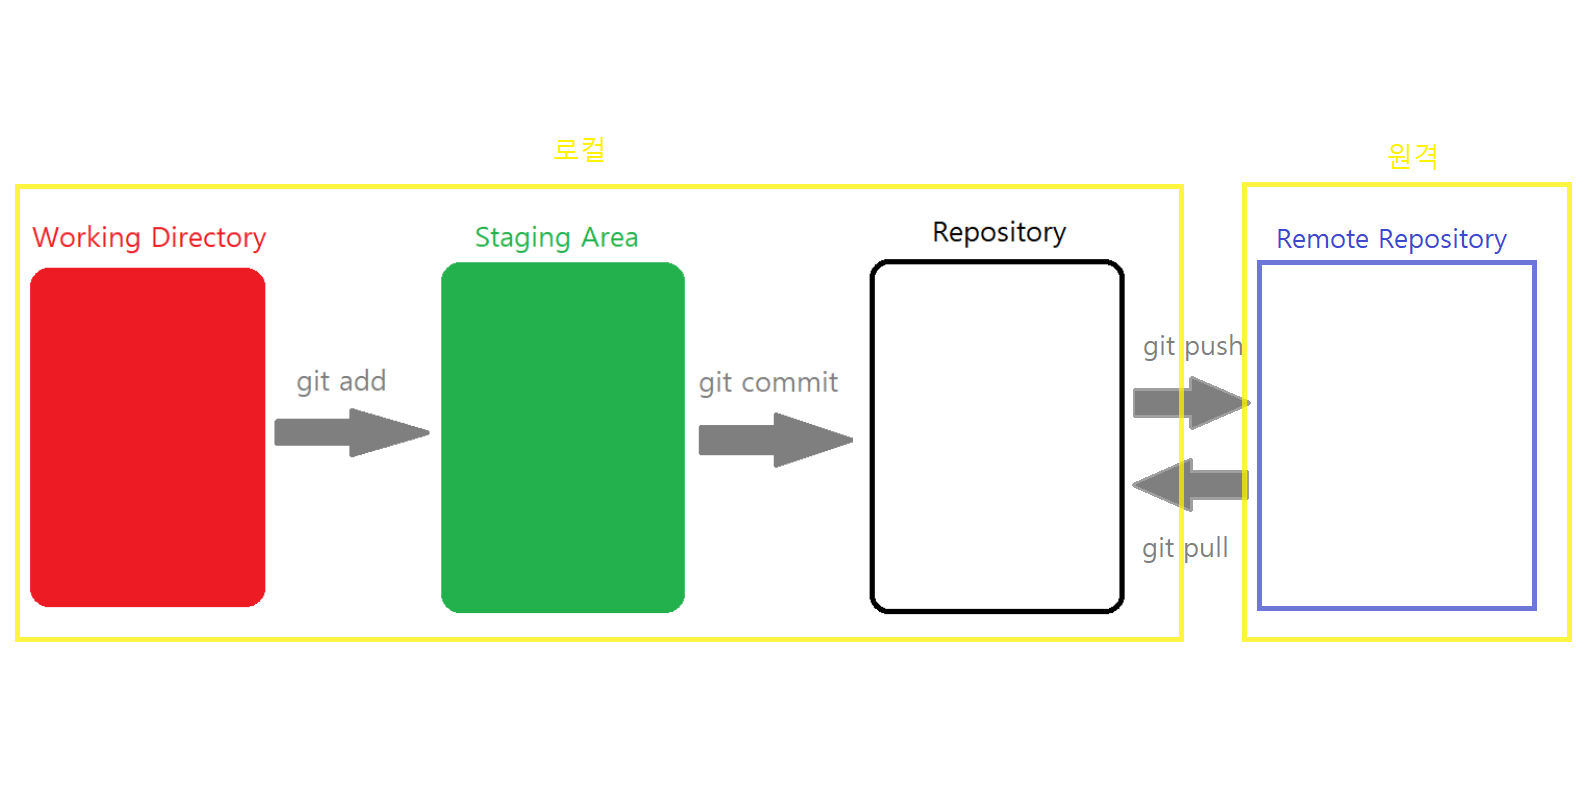 로컬
원격
Working Directory
Staging Area
Repository
Remote Repository
git add
git commit
git push
git pull